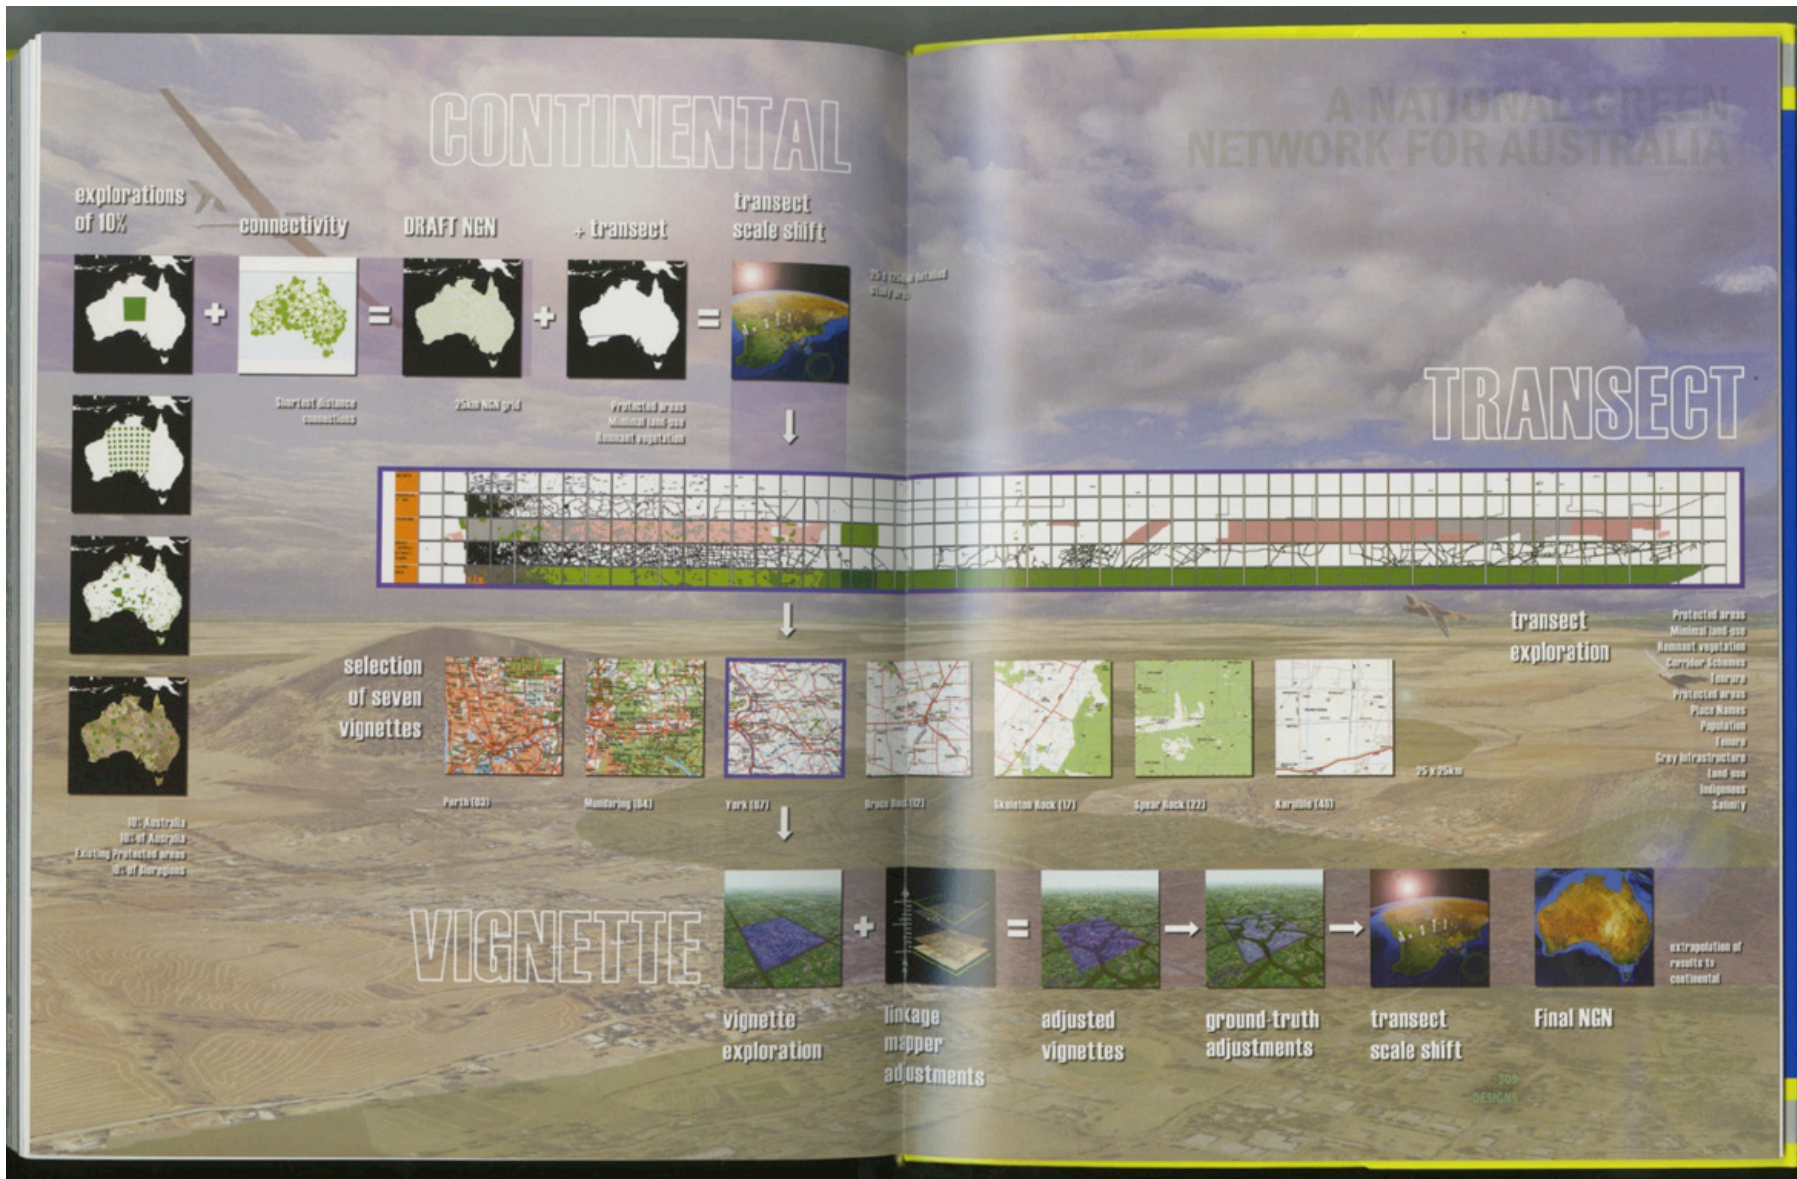 CONTINENTAL
A NATIONAL GREEN
NETWORK FOR AUSTRALIA
explorations
of 10%
connectivity
DRAFT NGN
+ transect
transect
scale shift
Shortest distance
connections
25km NGN grid
Protected areas
Minimal land-use
Remnant vegetation
TRANSECT
selection
of seven
vignettes
Perth (03)
Mundaring (04)
York (07)
Skeleton Rock (17)
Spear Rock (22)
25 x 25km
transect
exploration
Protected areas
Minimal land-use
Remnant vegetation
Corridor Schemes
Protected areas
Place Names
Population
Tenure
Grey Infrastructure
Land-use
Indigenous
Salinity
10% Australia
10% of Australia
Existing Protected areas
10% of Bioregions
VIGNETTE
vignette
exploration
linkage
mapper
adjustments
adjusted
vignettes
ground-truth
adjustments
transect
scale shift
Final NGN
extrapolation of
results to
continental
DESIGNS